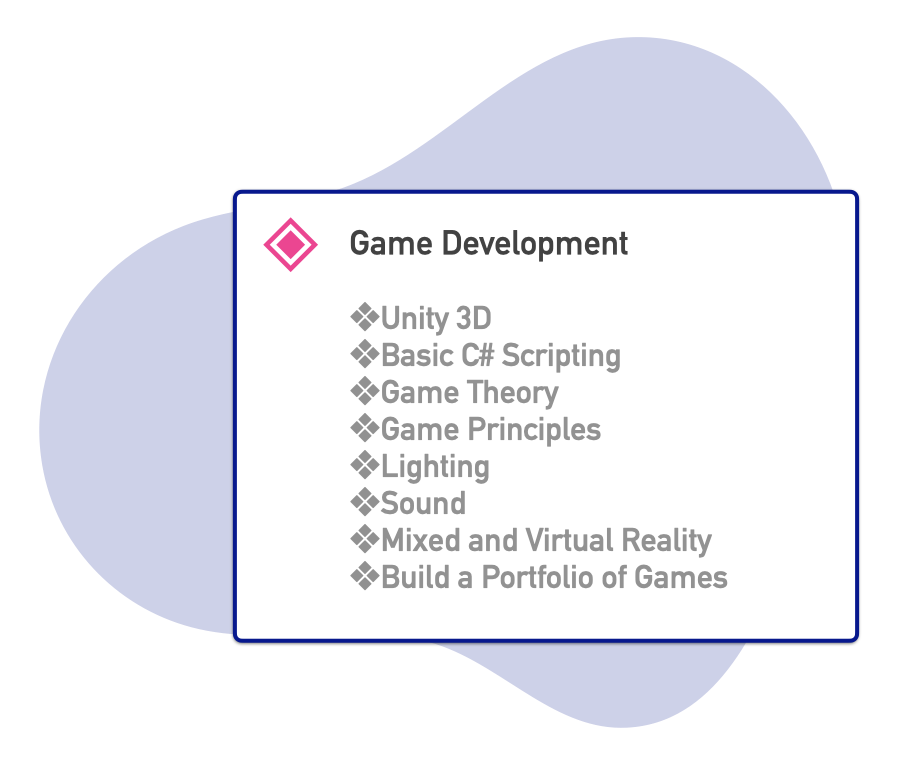 Game Development
❖Unity 3D
❖Basic C# Scripting
❖Game Theory
❖Game Principles
❖Lighting
❖Sound
❖Mixed and Virtual Reality
❖Build a Portfolio of Games